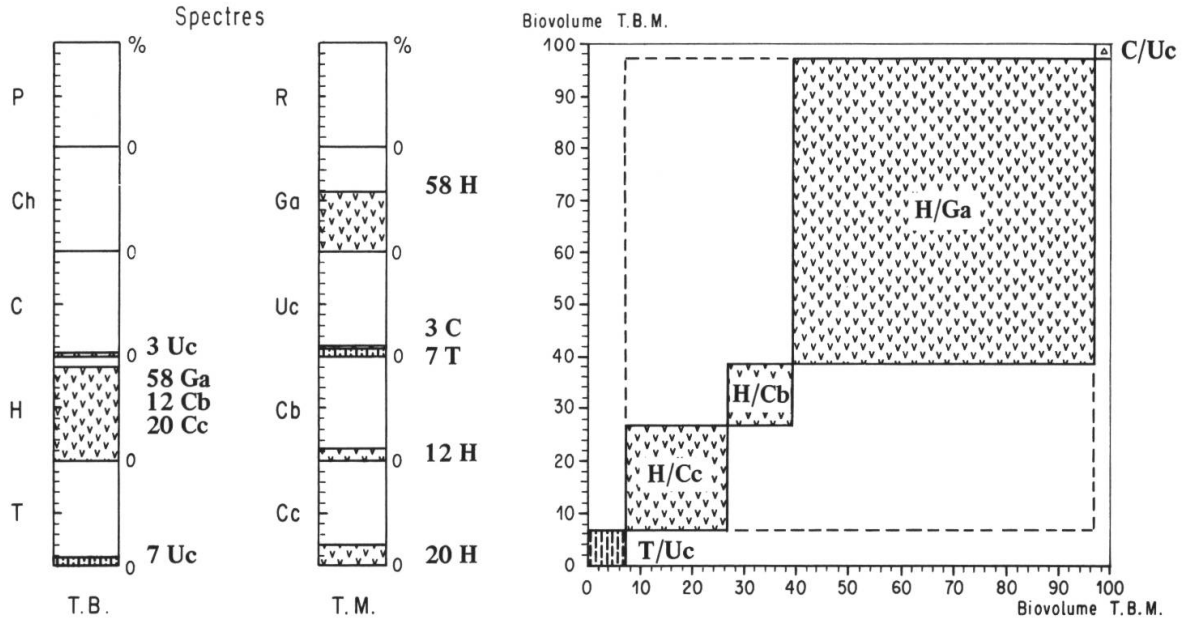 Spectres
%
P
0
Ch
0
C
0
3 Uc
58 Ga
12 Cb
20 Cc
H
0
T
7 Uc
0
T.B.
%
R
0
58 H
Ga
0
Uc
3 C
7 T
0
Cb
12 H
0
Cc
20 H
0
T.M.
Biovolume T.B.M.
100
90
80
70
60
50
40
30
20
10
0
C/Uc
H/Ga
H/Cb
H/Cc
T/Uc
0 10 20 30 40 50 60 70 80 90 100
Biovolume T.B.M.